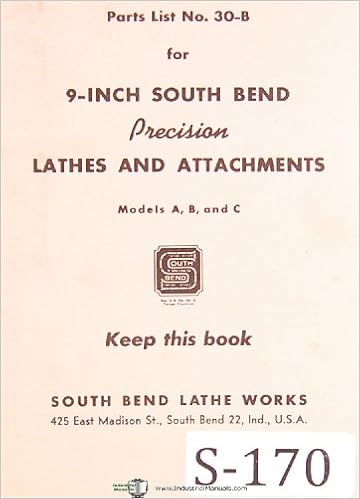 Parts List No. 30-B
for
9-INCH SOUTH BEND
Precision
LATHES AND ATTACHMENTS
Models A, B, and C
SOUTH
BEND
Keep this book
SOUTH BEND LATHE WORKS
425 East Madison St., South Bend 22, Ind., U.S.A.
www.IndustrialManuals.com
S-170